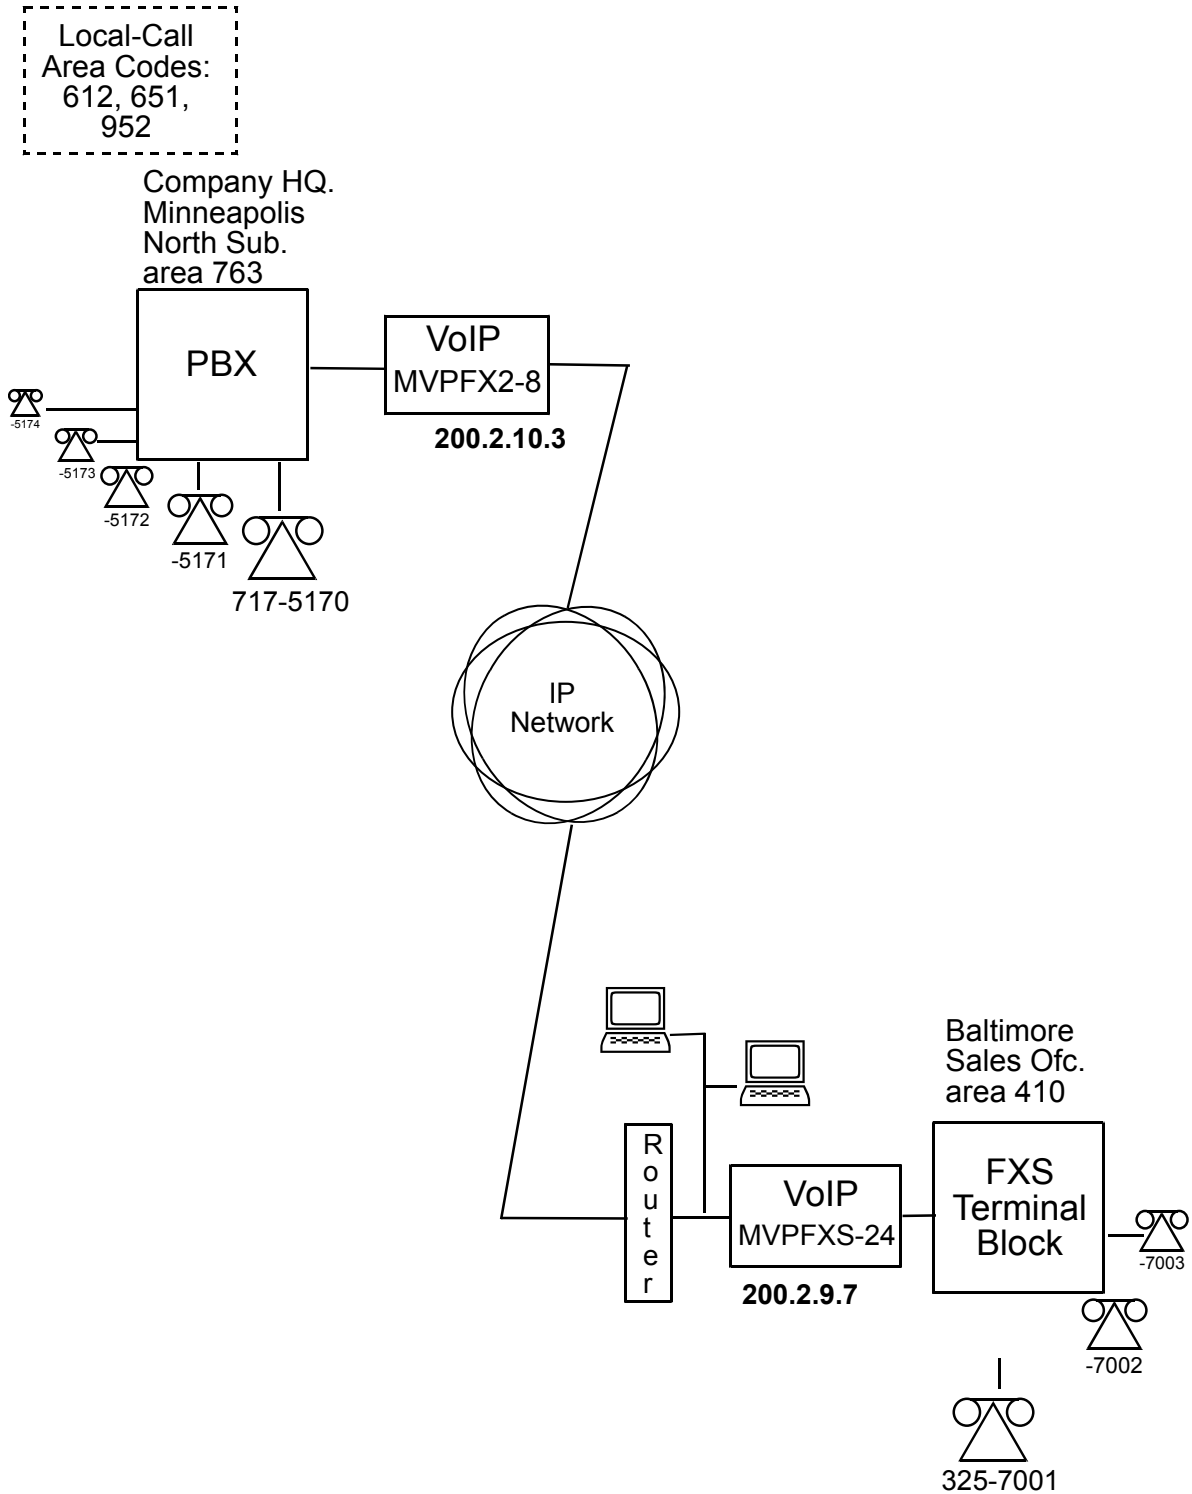 Local-Call
Area Codes:
612, 651,
952
Company HQ.
Minneapolis
North Sub.
area 763
PBX
VoIP
MVPFX2-8
200.2.10.3
-5174
-5173
-5172
-5171
717-5170
IP
Network
Baltimore
Sales Ofc.
area 410
Router
VoIP
MVPFXS-24
200.2.9.7
FXS
Terminal
Block
-7003
-7002
325-7001